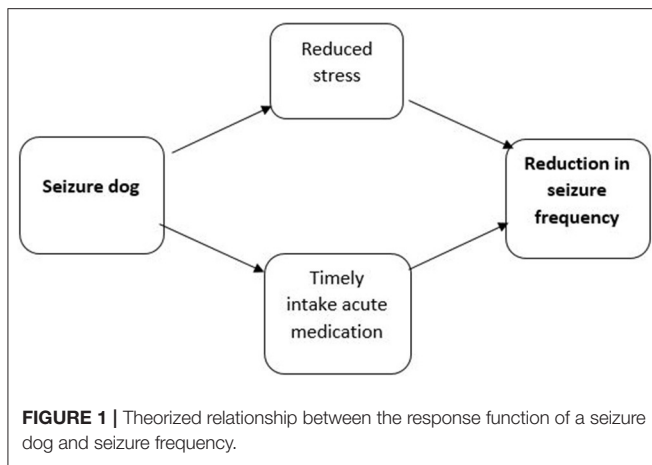 Reduced
stress
Seizure dog
Reduction in
seizure
frequency
Timely
intake acute
medication
FIGURE 1 | Theorized relationship between the response function of a seizure
dog and seizure frequency.